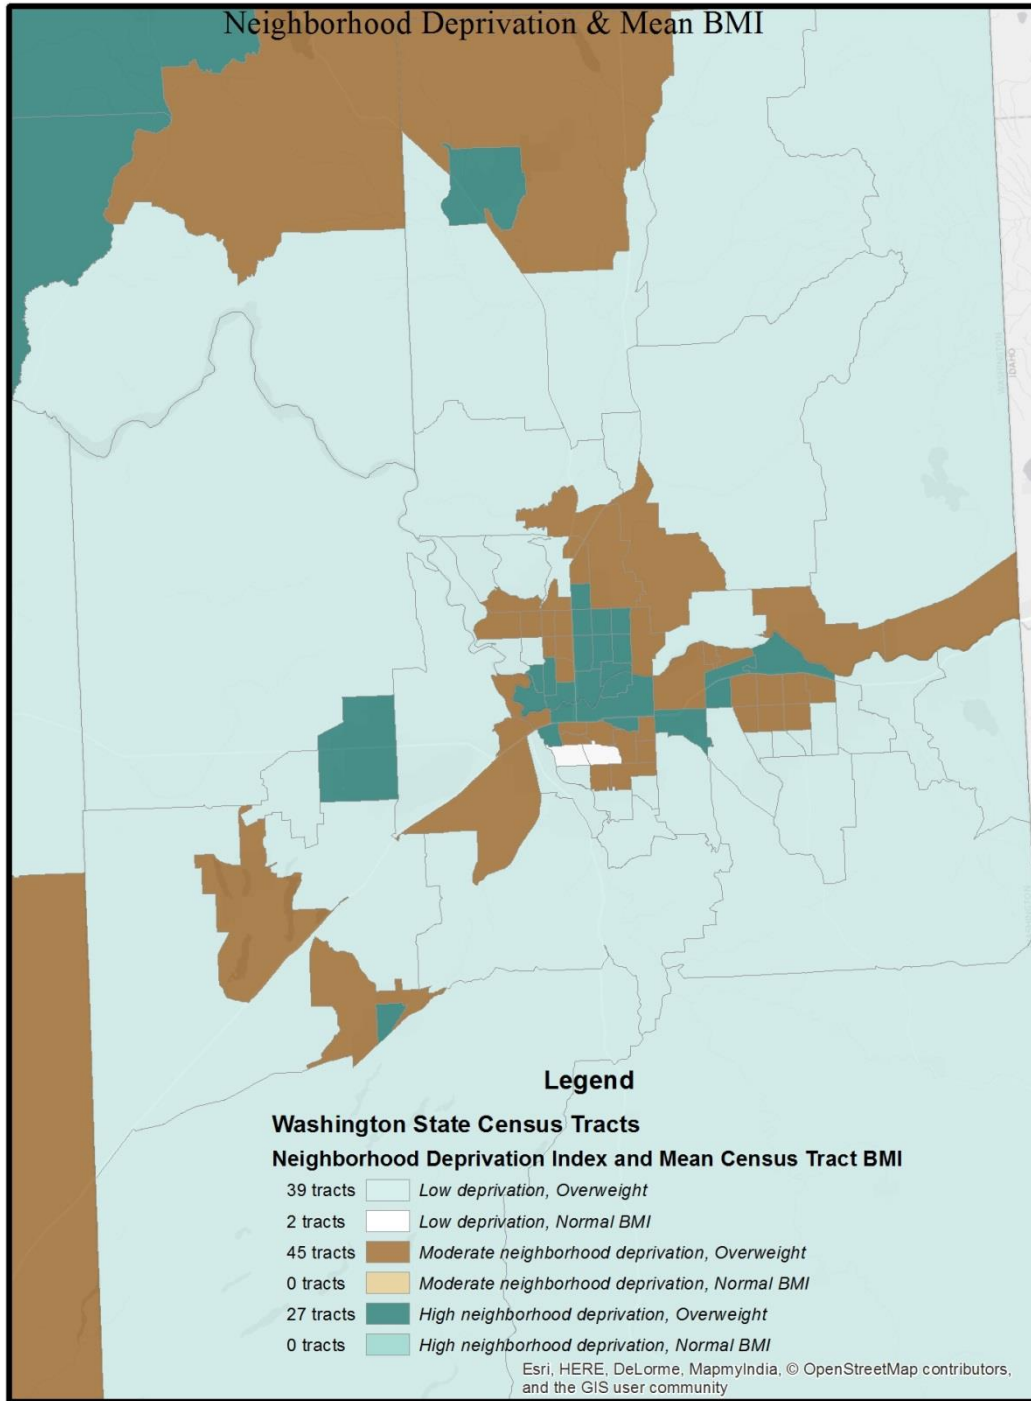 Neighborhood Deprivation & Mean BMI
WASHINGTON
IDAHO
Legend
Washington State Census Tracts
Neighborhood Deprivation Index and Mean Census Tract BMI
39 tracts Low deprivation, Overweight
2 tracts Low deprivation, Normal BMI
45 tracts Moderate neighborhood deprivation, Overweight
0 tracts Moderate neighborhood deprivation, Normal BMI
27 tracts High neighborhood deprivation, Overweight
0 tracts High neighborhood deprivation, Normal BMI
Esri, HERE, DeLorme, MapmyIndia, © OpenStreetMap contributors,
and the GIS user community